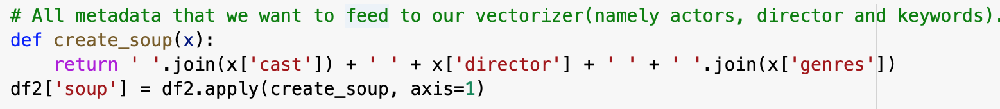 # All metadata that we want to feed to our vectorizer(namely actors, director and keywords).
def create_soup(x):
    return ' '.join(x['cast']) + ' ' + x['director'] + ' ' + ' '.join(x['genres'])
df2['soup'] = df2.apply(create_soup, axis=1)